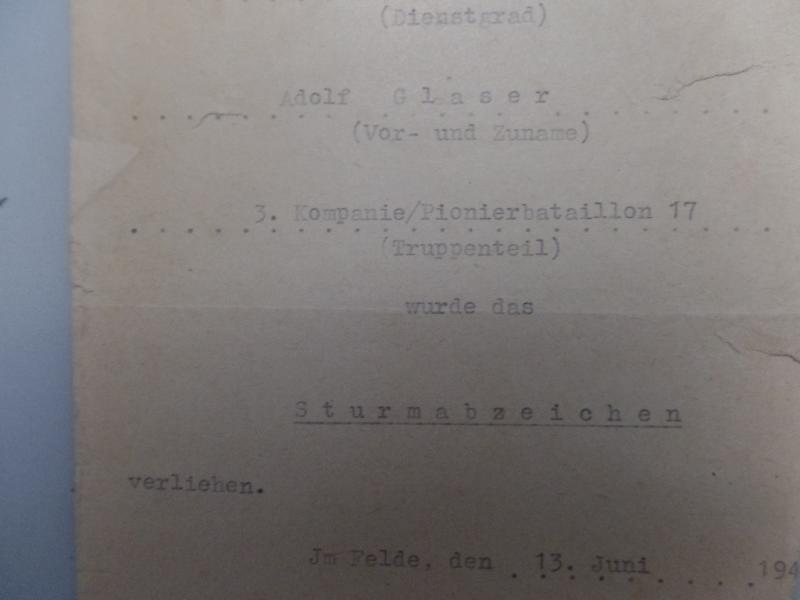 (Dienstgrad)
Adolf Glaser
(Vor- und Zuname)
3. Kompanie/Pionierbataillon 17
(Truppenteil)
wurde das
Sturmabzeichen
verliehen.
Jm Felde, den 13. Juni 194